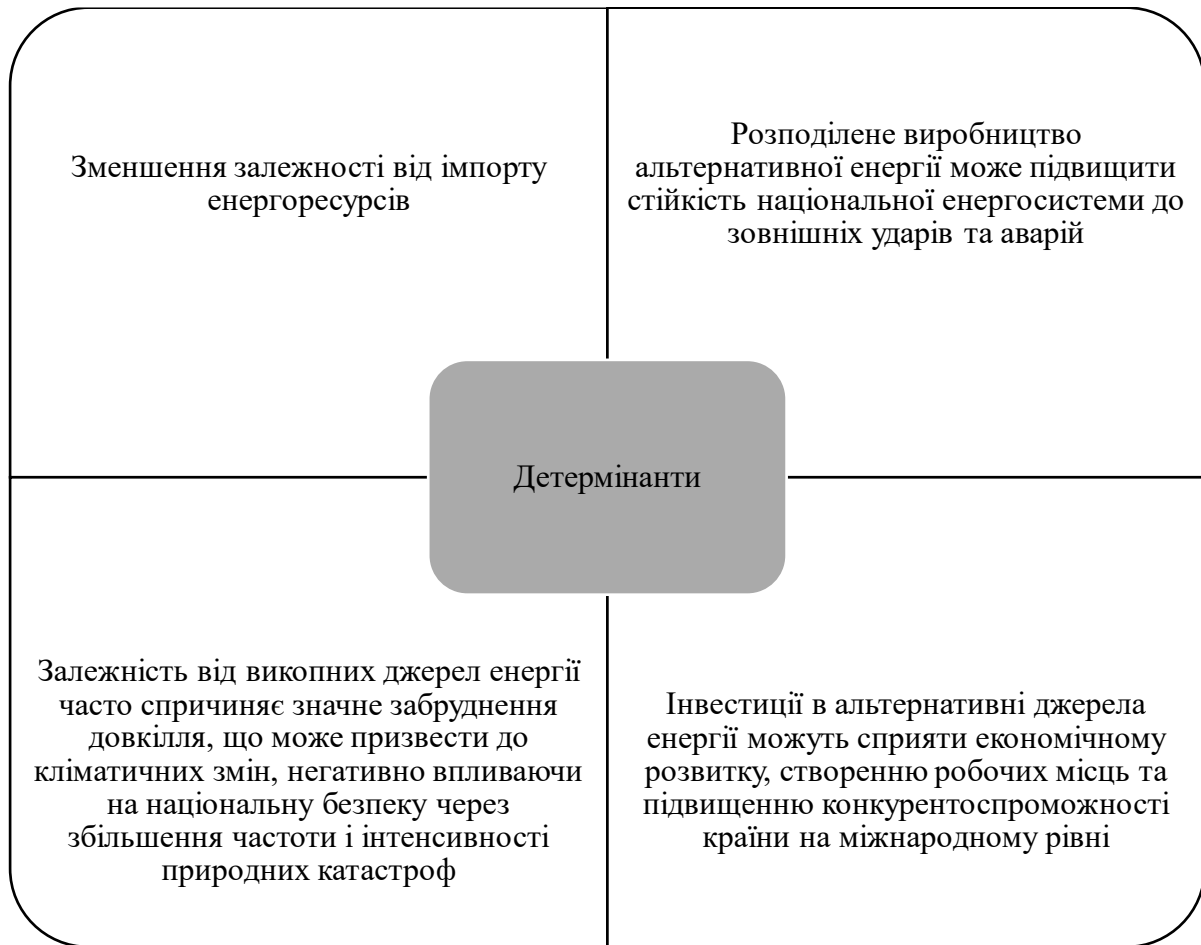 Зменшення залежності від імпорту
енергоресурсів
Розподілене виробництво
альтернативної енергії може підвищити
стійкість національної енергосистеми до
зовнішніх ударів та аварій
Детермінанти
Залежність від викопних джерел енергії
часто спричиняє значне забруднення
довкілля, що може призвести до
кліматичних змін, негативно впливаючи
на національну безпеку через
збільшення частоти і інтенсивності
природних катастроф
Інвестиції в альтернативні джерела
енергії можуть сприяти економічному
розвитку, створенню робочих місць та
підвищенню конкурентоспроможності
країни на міжнародному рівні